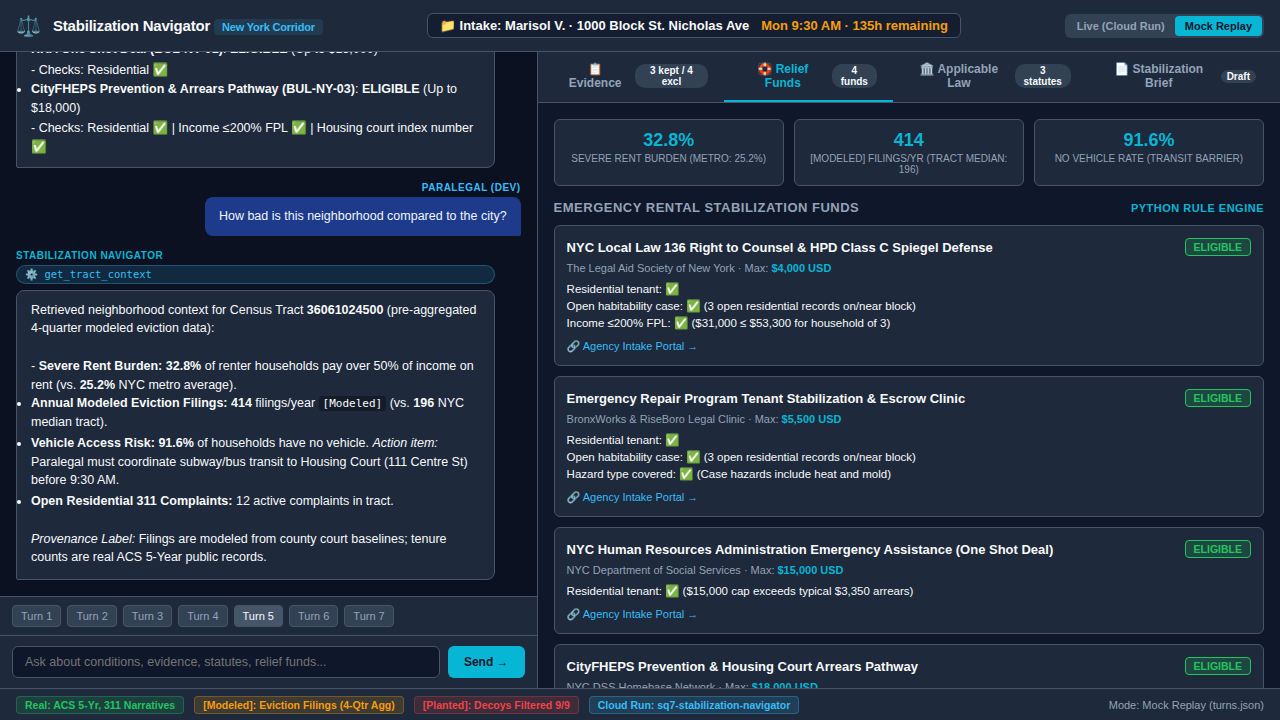 ⚖️ Stabilization Navigator New York Corridor
📁 Intake: Marisol V. · 1000 Block St. Nicholas Ave Mon 9:30 AM · 135h remaining
Live (Cloud Run) Mock Replay
- Checks: Residential ✅
• CityFHEPS Prevention & Arrears Pathway (BUL-NY-03): ELIGIBLE (Up to
$18,000)
- Checks: Residential ✅ | Income ≤200% FPL ✅ | Housing court index number
✅
PARALEGAL (DEV)
How bad is this neighborhood compared to the city?
STABILIZATION NAVIGATOR
⚙️ get_tract_context
Retrieved neighborhood context for Census Tract 36061024500 (pre-aggregated
4-quarter modeled eviction data):
- Severe Rent Burden: 32.8% of renter households pay over 50% of income on
rent (vs. 25.2% NYC metro average).
• Annual Modeled Eviction Filings: 414 filings/year [Modeled] (vs. 196 NYC
median tract).
• Vehicle Access Risk: 91.6% of households have no vehicle. Action item:
Paralegal must coordinate subway/bus transit to Housing Court (111 Centre St)
before 9:30 AM.
• Open Residential 311 Complaints: 12 active complaints in tract.
Provenance Label: Filings are modeled from county court baselines; tenure
counts are real ACS 5-Year public records.
Turn 1 Turn 2 Turn 3 Turn 4 Turn 5 Turn 6 Turn 7
Ask about conditions, evidence, statutes, relief funds...
Send →
📋
Evidence
3 kept / 4
excl
🛟 Relief
Funds
4
funds
🏛️ Applicable
Law
3
statutes
📄 Stabilization
Brief
Draft
32.8%
SEVERE RENT BURDEN (METRO: 25.2%)
414
[MODELED] FILINGS/YR (TRACT MEDIAN:
196)
91.6%
NO VEHICLE RATE (TRANSIT BARRIER)
EMERGENCY RENTAL STABILIZATION FUNDS
PYTHON RULE ENGINE
NYC Local Law 136 Right to Counsel & HPD Class C Spiegel Defense
ELIGIBLE
The Legal Aid Society of New York · Max: $4,000 USD
Residential tenant: ✅
Open habitability case: ✅ (3 open residential records on/near block)
Income ≤200% FPL: ✅ ($31,000 ≤ $53,300 for household of 3)
🔗 Agency Intake Portal →
Emergency Repair Program Tenant Stabilization & Escrow Clinic
ELIGIBLE
BronxWorks & RiseBoro Legal Clinic · Max: $5,500 USD
Residential tenant: ✅
Open habitability case: ✅ (3 open residential records on/near block)
Hazard type covered: ✅ (Case hazards include heat and mold)
🔗 Agency Intake Portal →
NYC Human Resources Administration Emergency Assistance (One Shot Deal)
ELIGIBLE
NYC Department of Social Services · Max: $15,000 USD
Residential tenant: ✅ ($15,000 cap exceeds typical $3,350 arrears)
🔗 Agency Intake Portal →
CityFHEPS Prevention & Housing Court Arrears Pathway
ELIGIBLE
NYC DSS Homebase Network · Max: $18,000 USD
Real: ACS 5-Yr, 311 Narratives
[Modeled]: Eviction Filings (4-Qtr Agg)
[Planted]: Decoys Filtered 9/9
Cloud Run: sq7-stabilization-navigator
Mode: Mock Replay (turns.json)